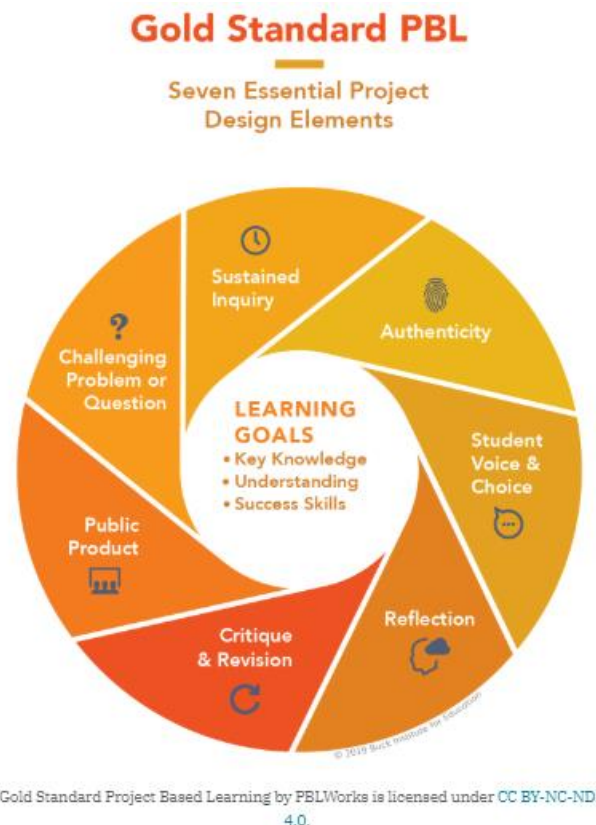 Gold Standard PBL
Seven Essential Project
Design Elements
Sustained
Inquiry
Authenticity
Student
Voice &
Choice
Reflection
Critique
& Revision
Public
Product
?
Challenging
Problem or
Question
LEARNING
GOALS
• Key Knowledge
• Understanding
• Success Skills
© 2019 Buck Institute for Education
Gold Standard Project Based Learning by PBLWorks is licensed under CC BY-NC-ND
4.0.